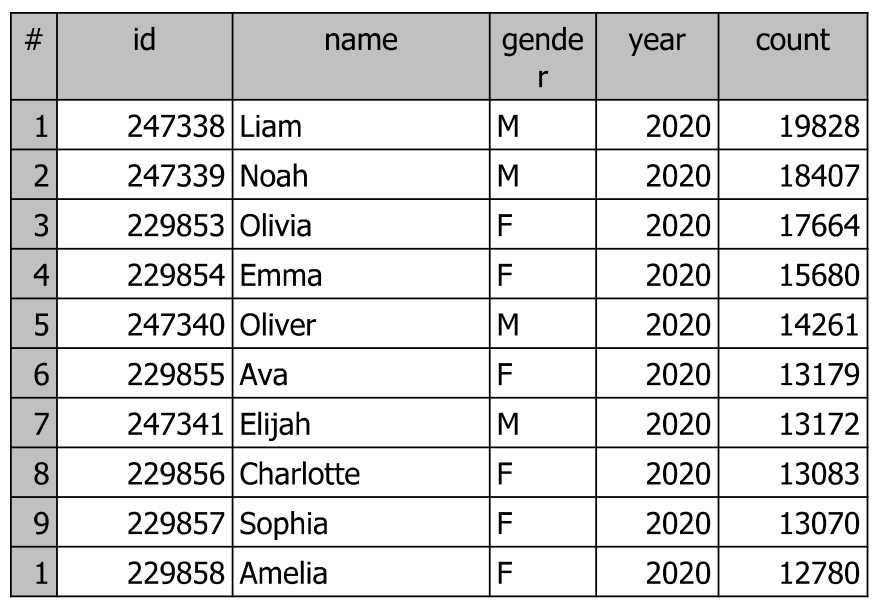 # id name gende year count
r
1 247338 Liam M 2020 19828
2 247339 Noah M 2020 18407
3 229853 Olivia F 2020 17664
4 229854 Emma F 2020 15680
5 247340 Oliver M 2020 14261
6 229855 Ava F 2020 13179
7 247341 Elijah M 2020 13172
8 229856 Charlotte F 2020 13083
9 229857 Sophia F 2020 13070
1 229858 Amelia F 2020 12780